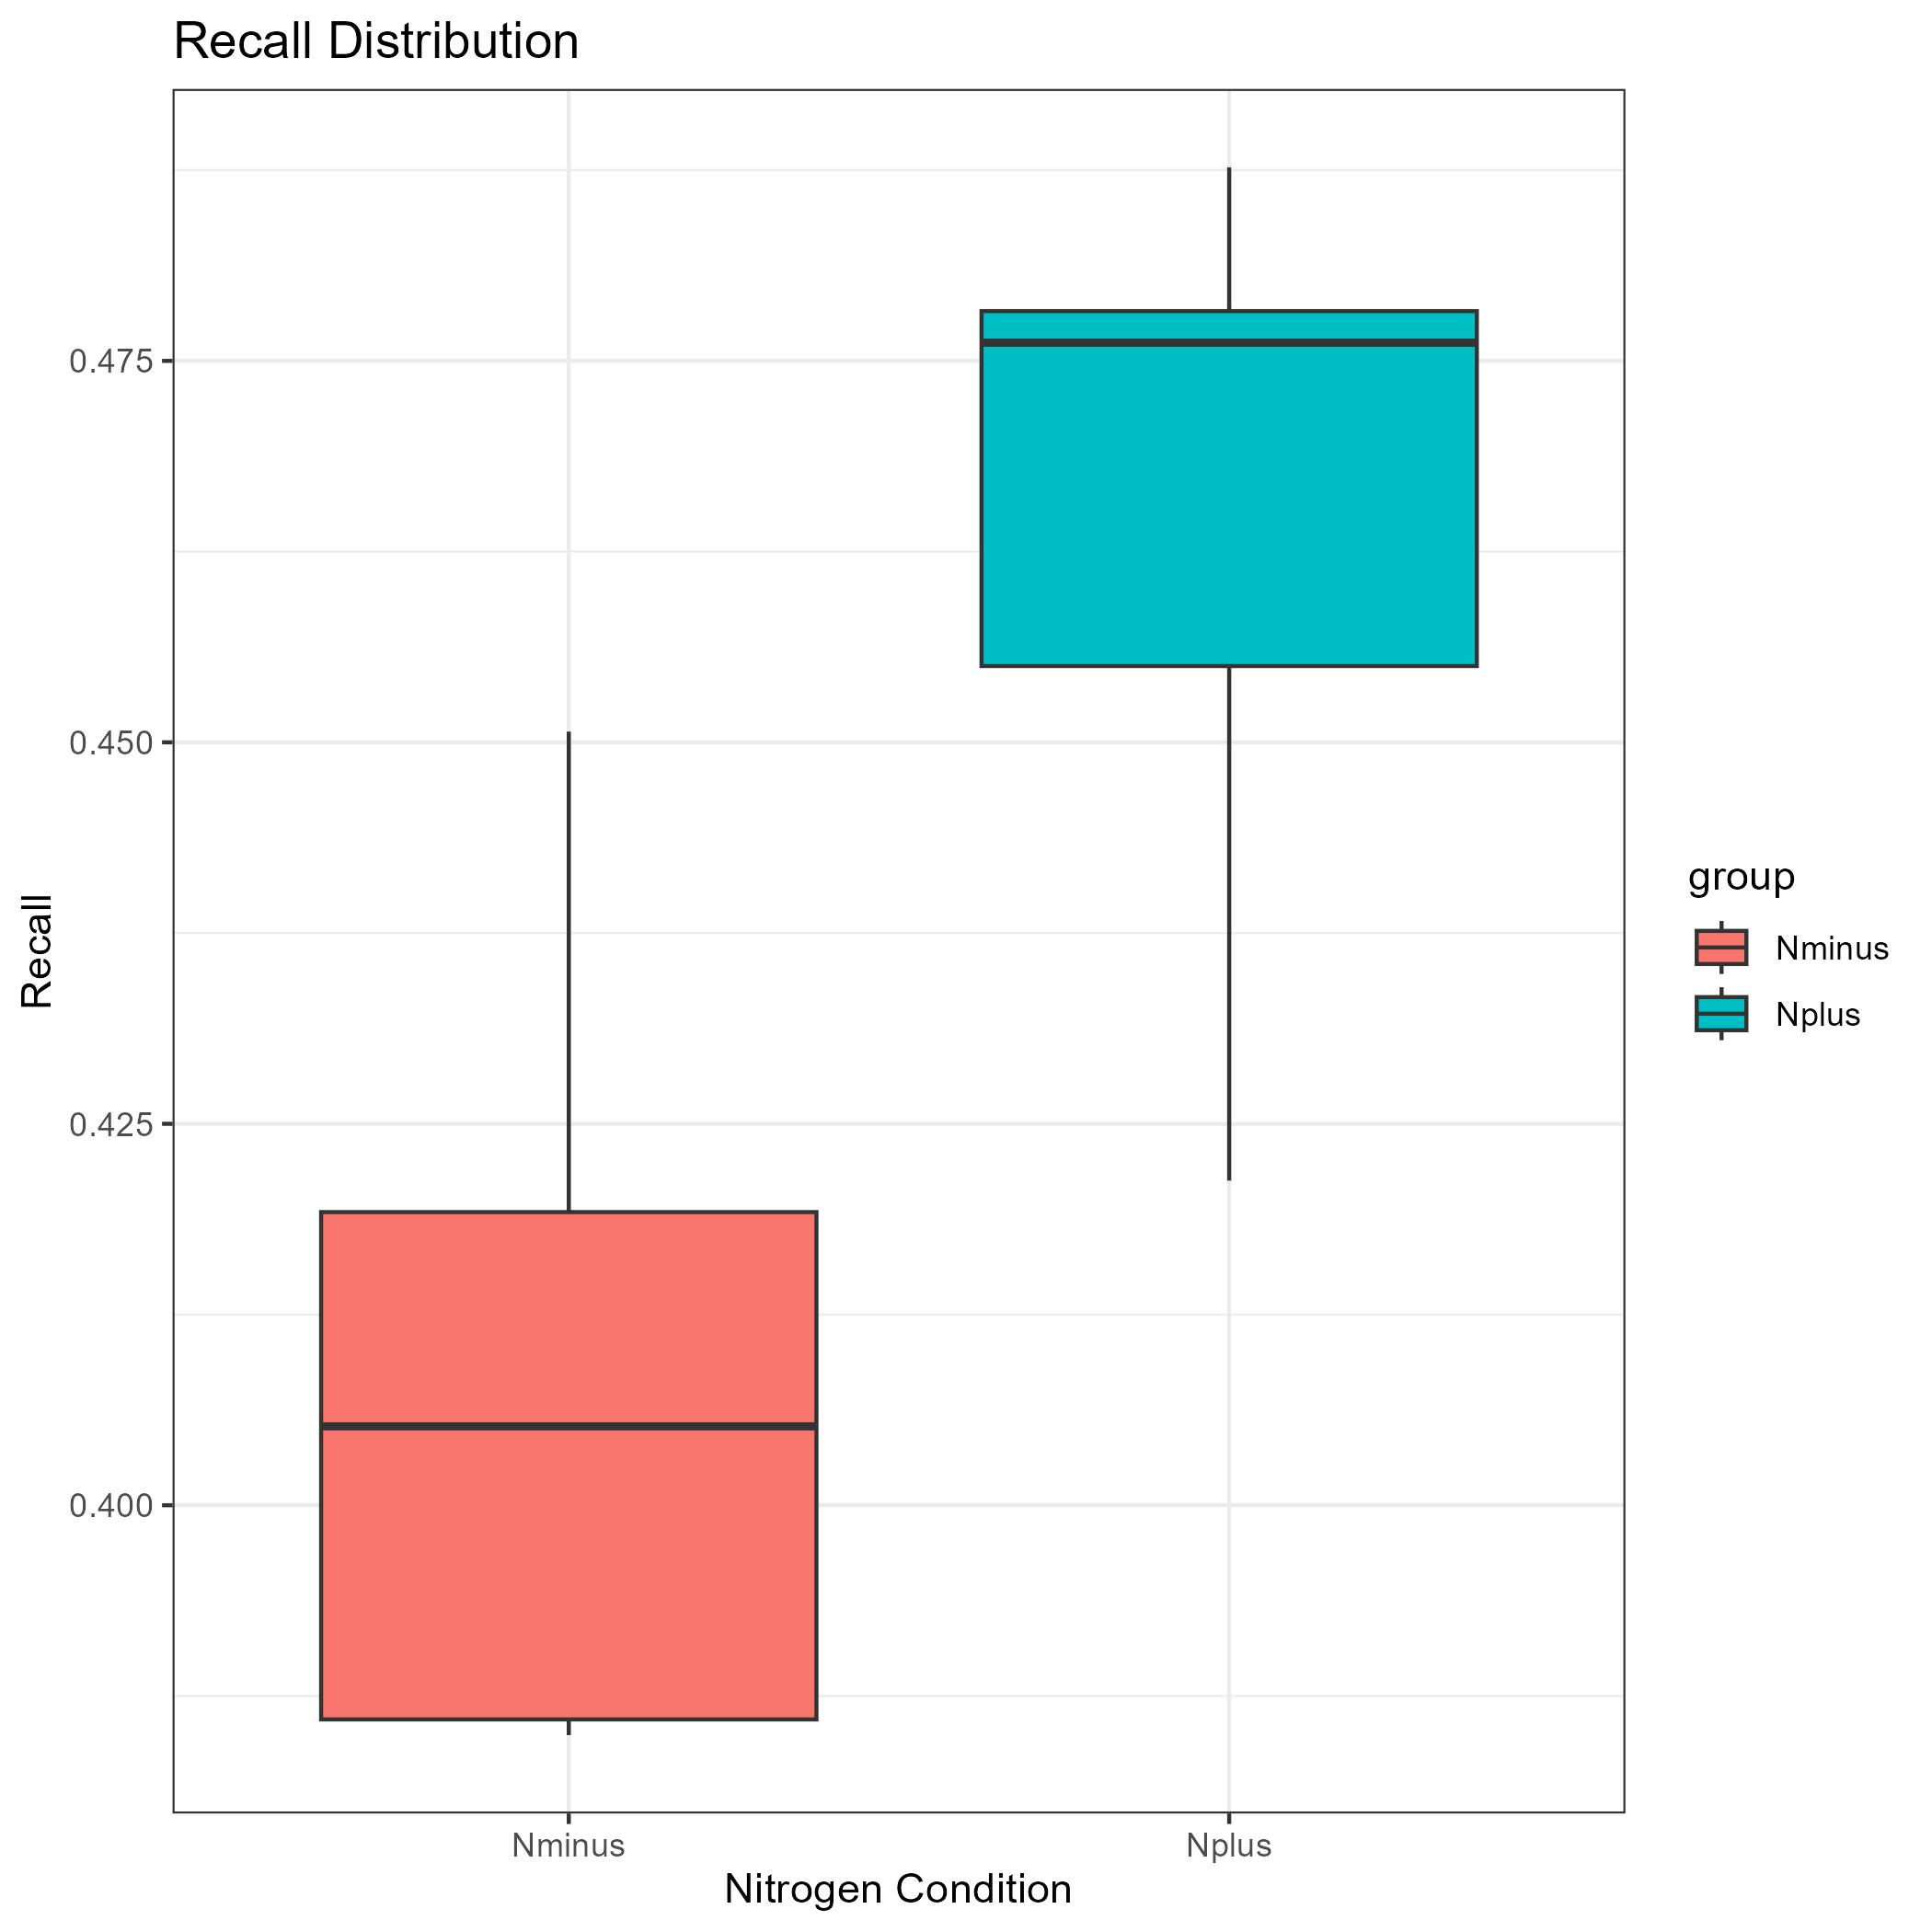 Recall Distribution
0.475
0.450
0.425
0.400
Recall
Nminus
Nplus
Nitrogen Condition
group
Nminus
Nplus